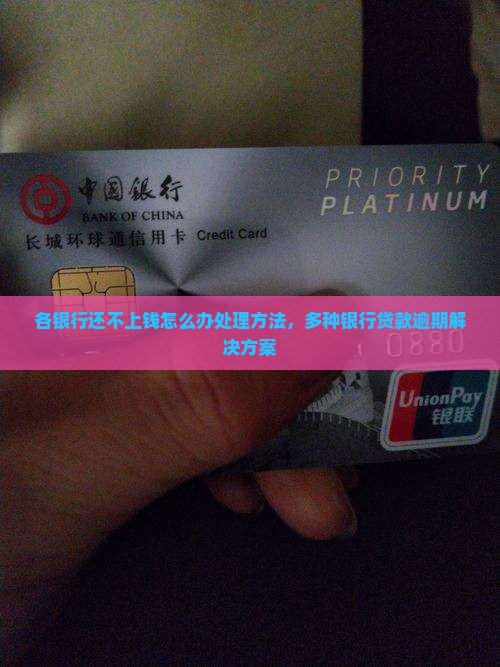 中國銀行
BANK OF CHINA
长城环球通信用卡 Credit Card
PRIORITY
PLATINUM
各银行还不上钱怎么办处理方法，多种银行贷款逾期解
决方案
0880
UnionPay
银联